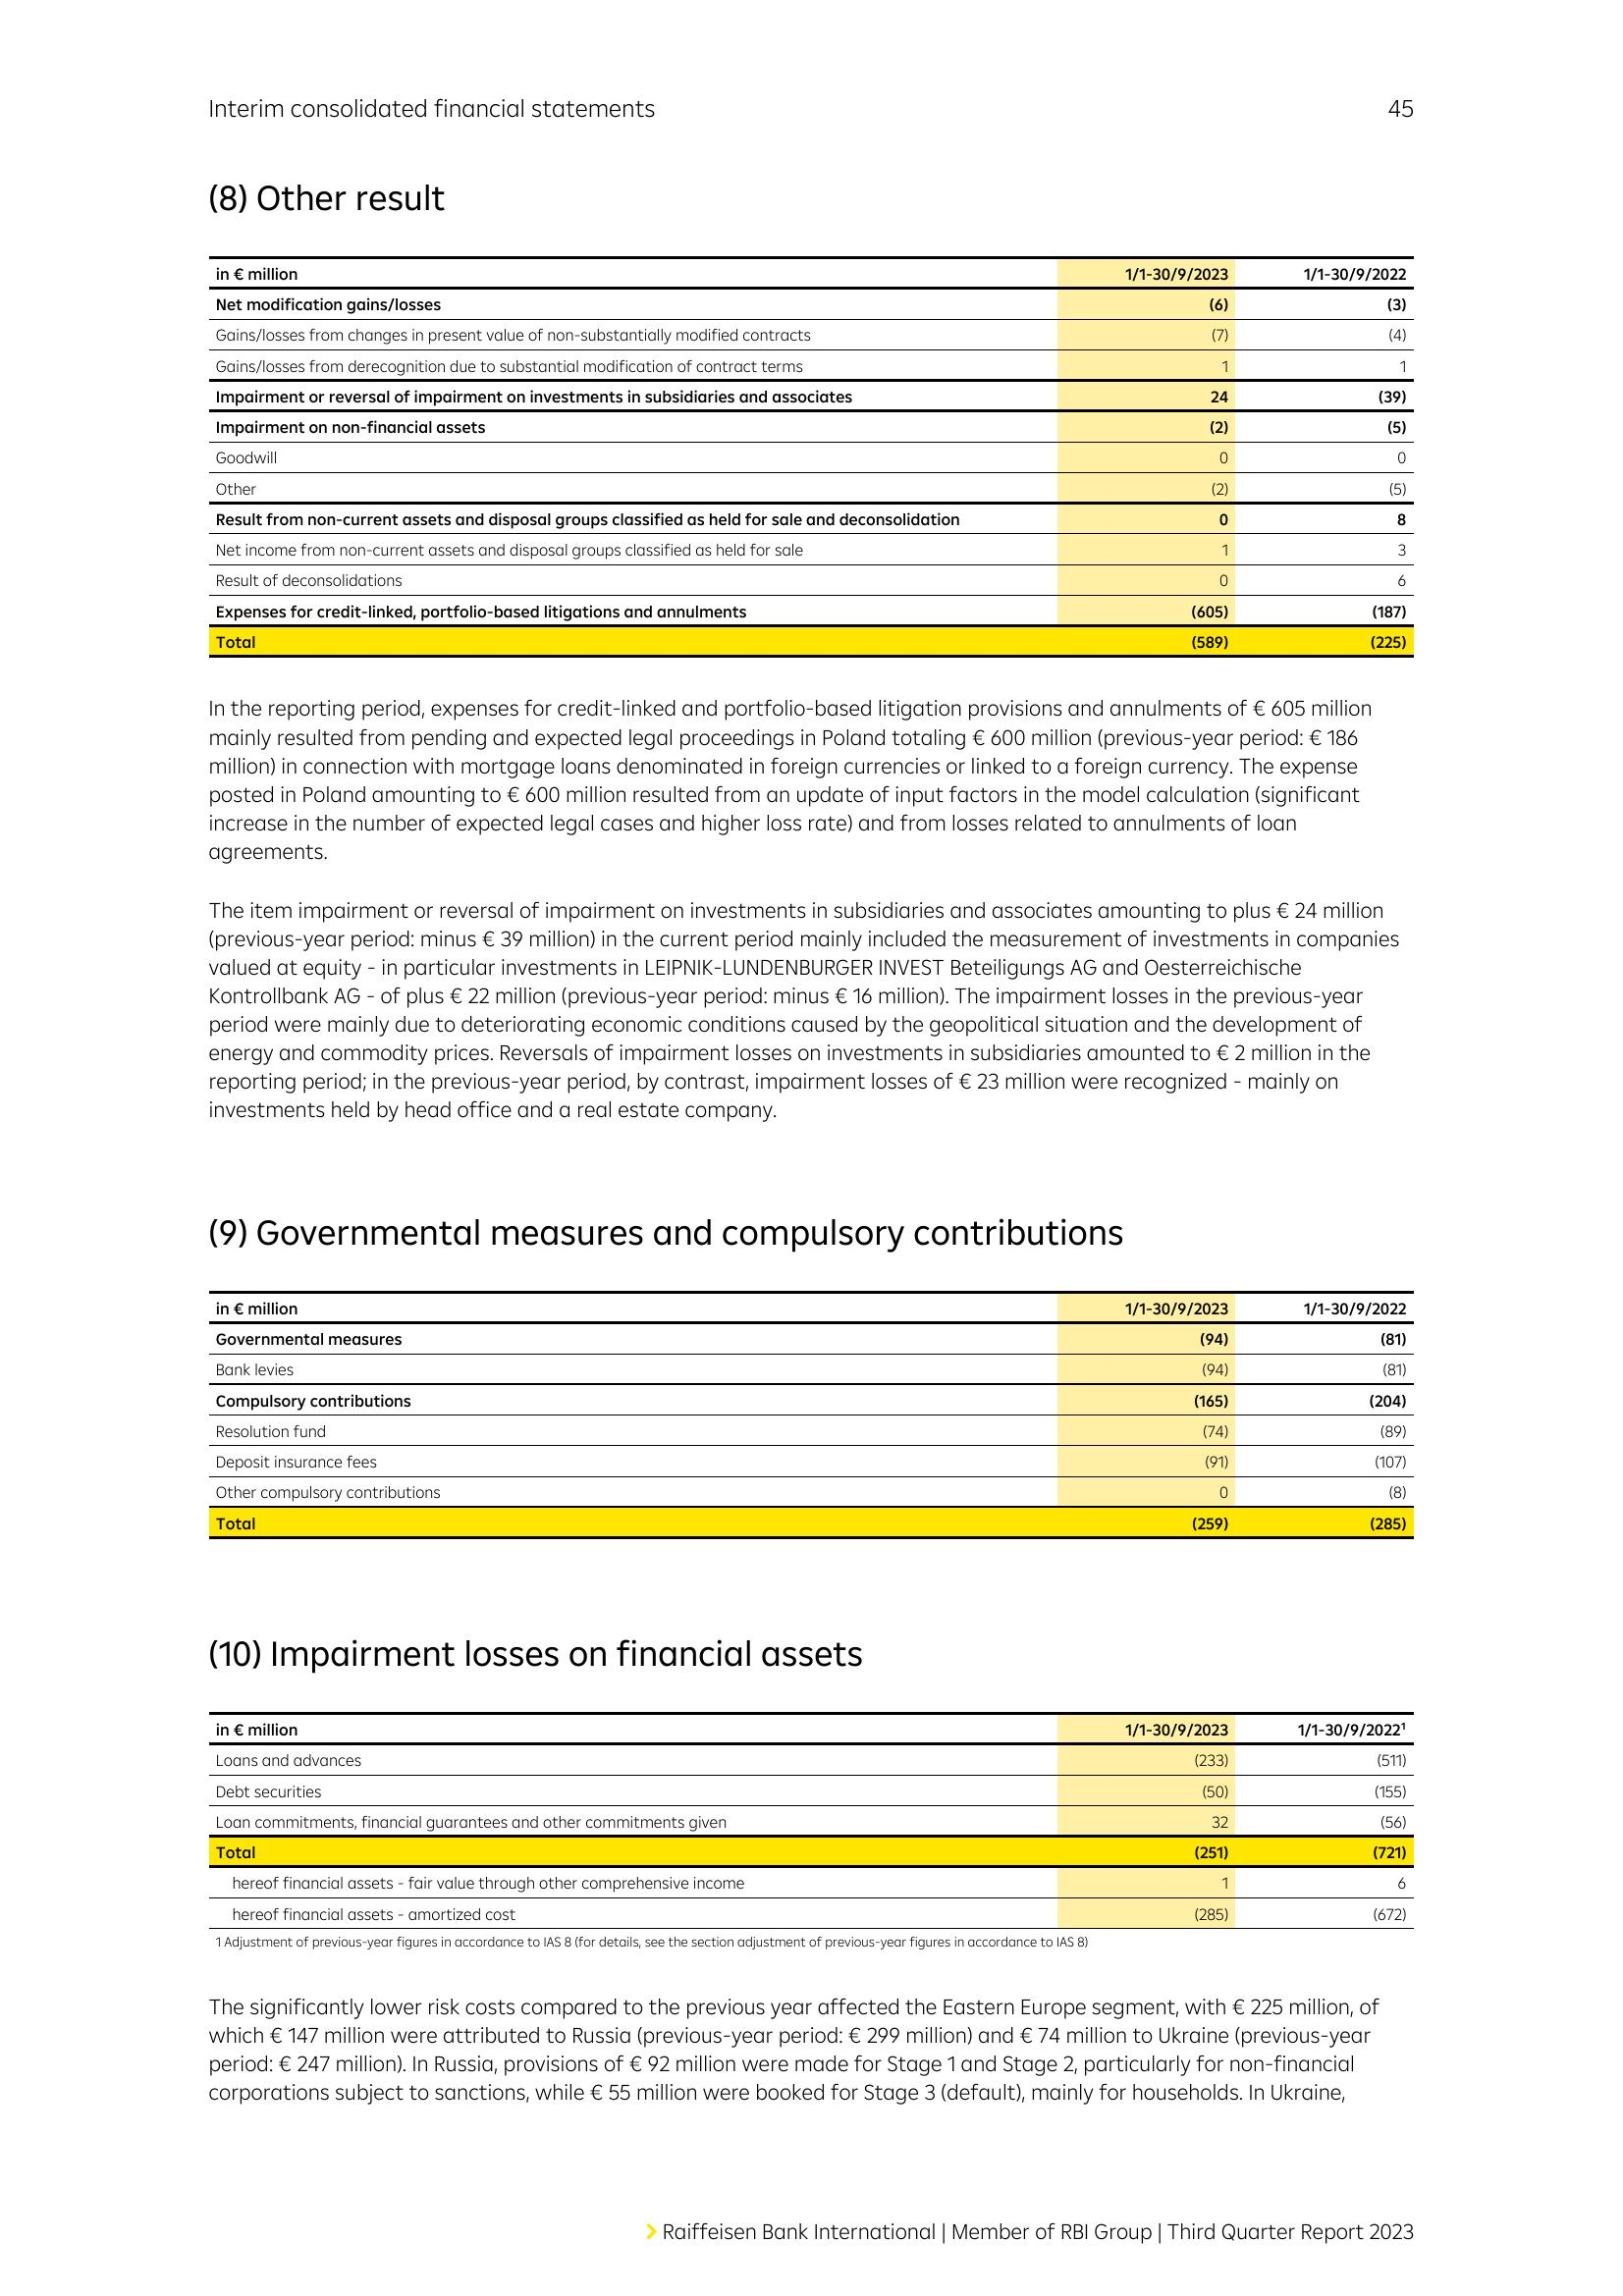 Interim consolidated financial statements 45
(8) Other result
in € million 1/1-30/9/2023 1/1-30/9/2022
Net modification gains/losses (6) (3)
Gains/losses from changes in present value of non-substantially modified contracts (7) (4)
Gains/losses from derecognition due to substantial modification of contract terms 1 1
Impairment or reversal of impairment on investments in subsidiaries and associates 24 (39)
Impairment on non-financial assets (2) (5)
Goodwill 0 0
Other (2) (5)
Result from non-current assets and disposal groups classified as held for sale and deconsolidation 0 8
Net income from non-current assets and disposal groups classified as held for sale 1 3
Result of deconsolidations 0 6
Expenses for credit-linked, portfolio-based litigations and annulments (605) (187)
Total (589) (225)
In the reporting period, expenses for credit-linked and portfolio-based litigation provisions and annulments of € 605 million
mainly resulted from pending and expected legal proceedings in Poland totaling € 600 million (previous-year period: € 186
million) in connection with mortgage loans denominated in foreign currencies or linked to a foreign currency. The expense
posted in Poland amounting to € 600 million resulted from an update of input factors in the model calculation (significant
increase in the number of expected legal cases and higher loss rate) and from losses related to annulments of loan
agreements.
The item impairment or reversal of impairment on investments in subsidiaries and associates amounting to plus € 24 million
(previous-year period: minus € 39 million) in the current period mainly included the measurement of investments in companies
valued at equity - in particular investments in LEIPNIK-LUNDENBURGER INVEST Beteiligungs AG and Oesterreichische
Kontrollbank AG - of plus € 22 million (previous-year period: minus € 16 million). The impairment losses in the previous-year
period were mainly due to deteriorating economic conditions caused by the geopolitical situation and the development of
energy and commodity prices. Reversals of impairment losses on investments in subsidiaries amounted to € 2 million in the
reporting period; in the previous-year period, by contrast, impairment losses of € 23 million were recognized - mainly on
investments held by head office and a real estate company.
(9) Governmental measures and compulsory contributions
in € million 1/1-30/9/2023 1/1-30/9/2022
Governmental measures (94) (81)
Bank levies (94) (81)
Compulsory contributions (165) (204)
Resolution fund (74) (89)
Deposit insurance fees (91) (107)
Other compulsory contributions 0 (8)
Total (259) (285)
(10) Impairment losses on financial assets
in € million 1/1-30/9/2023 1/1-30/9/2022¹
Loans and advances (233) (511)
Debt securities (50) (155)
Loan commitments, financial guarantees and other commitments given 32 (56)
Total (251) (721)
hereof financial assets - fair value through other comprehensive income 1 6
hereof financial assets - amortized cost (285) (672)
1 Adjustment of previous-year figures in accordance to IAS 8 (for details, see the section adjustment of previous-year figures in accordance to IAS 8)
The significantly lower risk costs compared to the previous year affected the Eastern Europe segment, with € 225 million, of
which € 147 million were attributed to Russia (previous-year period: € 299 million) and € 74 million to Ukraine (previous-year
period: € 247 million). In Russia, provisions of € 92 million were made for Stage 1 and Stage 2, particularly for non-financial
corporations subject to sanctions, while € 55 million were booked for Stage 3 (default), mainly for households. In Ukraine,
Raiffeisen Bank International | Member of RBI Group | Third Quarter Report 2023